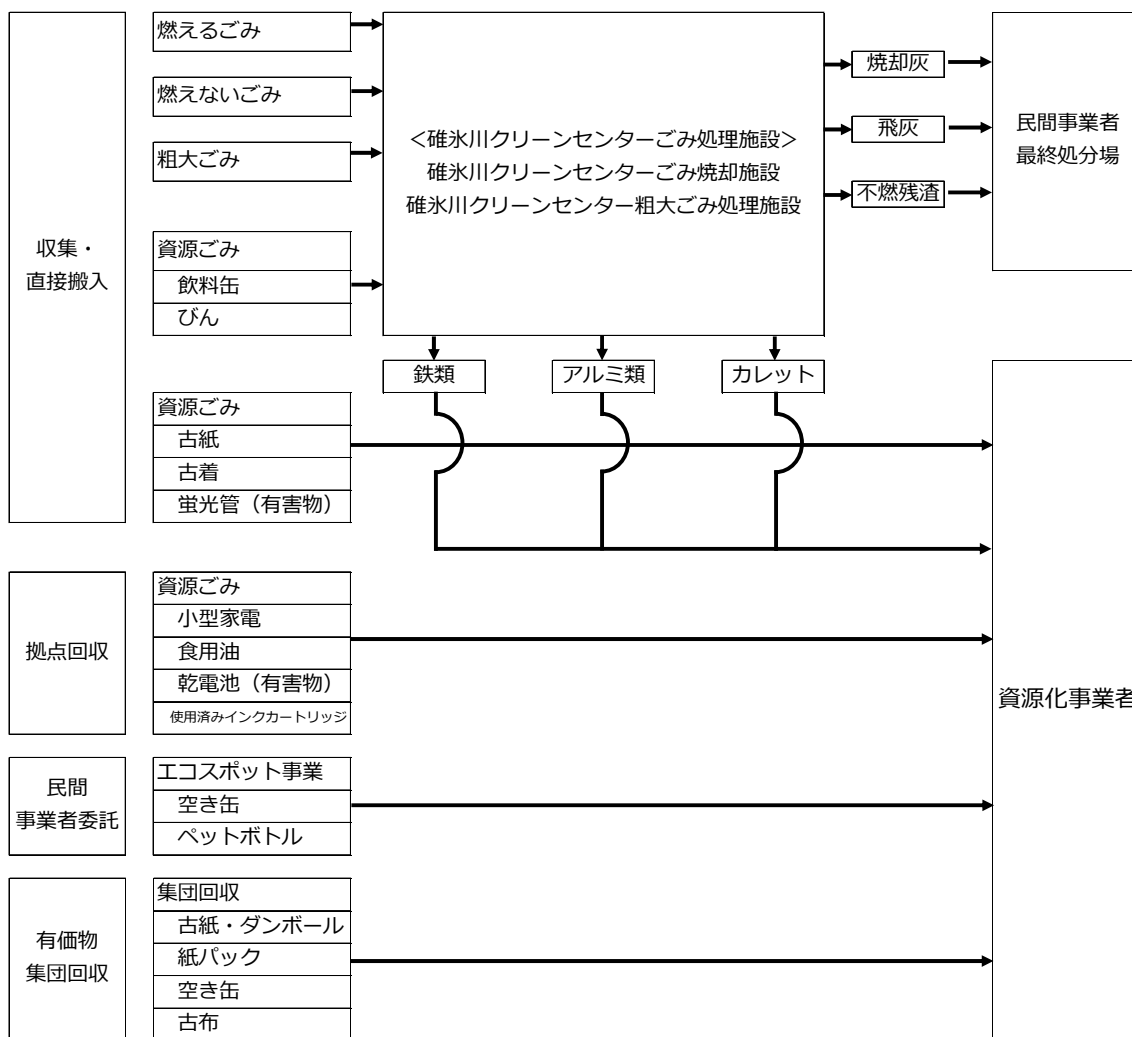 燃えるごみ
燃えないごみ
粗大ごみ
収集・
直接搬入
資源ごみ
飲料缶
びん
<碓氷川クリーンセンターごみ処理施設>
碓氷川クリーンセンターごみ焼却施設
碓氷川クリーンセンター粗大ごみ処理施設
焼却灰
飛灰
不燃残渣
民間事業者
最終処分場
鉄類
アルミ類
カレット
資源ごみ
古紙
古着
蛍光管（有害物）
拠点回収
資源ごみ
小型家電
食用油
乾電池（有害物）
使用済みインクカートリッジ
資源化事業者
民間
事業者委託
エコスポット事業
空き缶
ペットボトル
有価物
集団回収
集団回収
古紙・ダンボール
紙パック
空き缶
古布